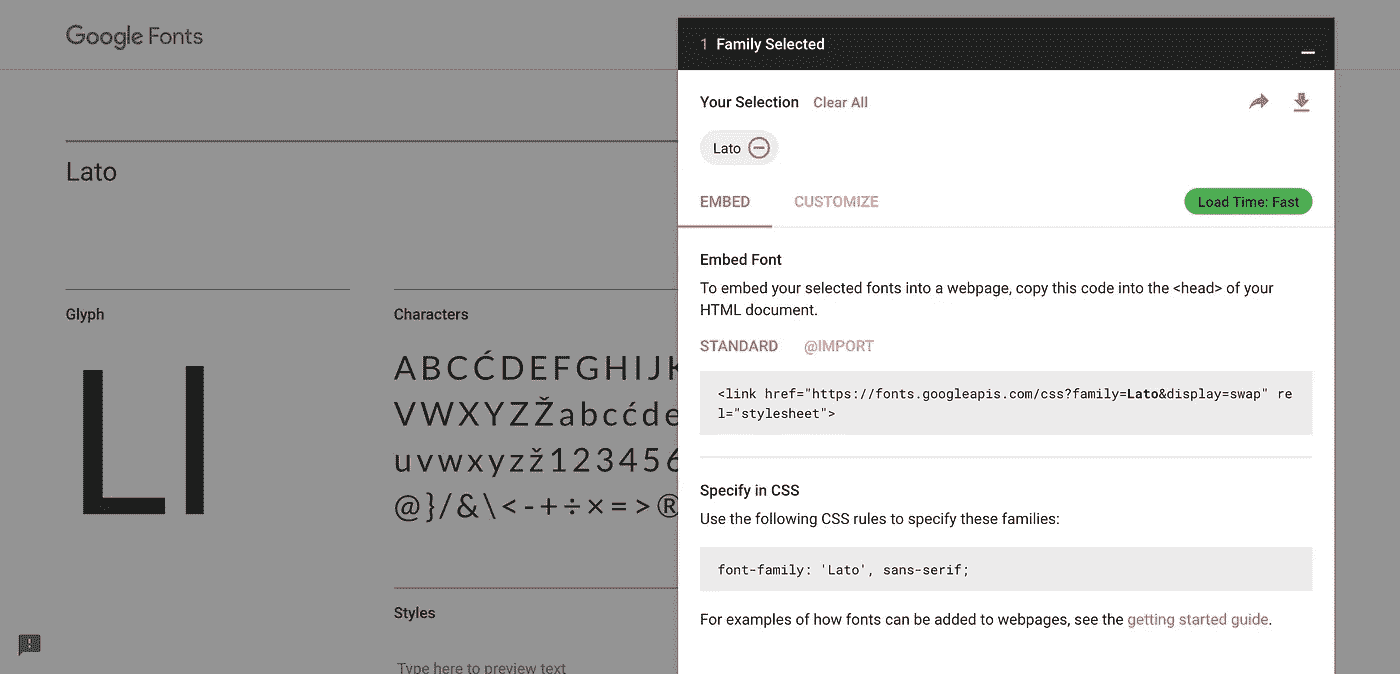 Google Fonts
1 Family Selected
Your Selection Clear All
Lato
EMBED CUSTOMIZE Load Time: Fast
Embed Font
To embed your selected fonts into a webpage, copy this code into the <head> of your
HTML document.
STANDARD @IMPORT
<link href="https://fonts.googleapis.com/css?family=Lato&display=swap" re
l="stylesheet">
Specify in CSS
Use the following CSS rules to specify these families:
font-family: 'Lato', sans-serif;
For examples of how fonts can be added to webpages, see the getting started guide.
Lato
Glyph
Ll
Characters
ABCĆDEFGHIJK
VWXYZŽabcćde
uvwxyzž123456
@}/&\<-+÷×=>®
Styles
Type here to preview text